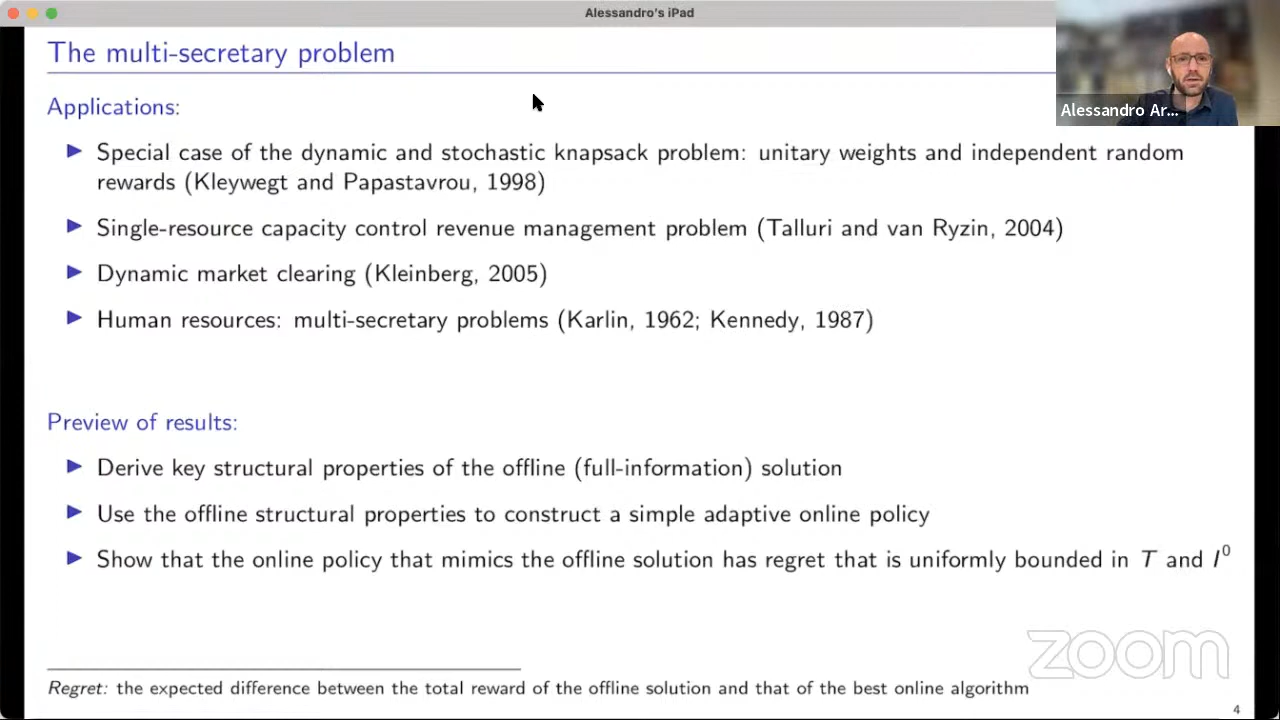 Alessandro's iPad
The multi-secretary problem
Alessandro Ar...
Applications:
▶ Special case of the dynamic and stochastic knapsack problem: unitary weights and independent random
rewards (Kleywegt and Papastavrou, 1998)
▶ Single-resource capacity control revenue management problem (Talluri and van Ryzin, 2004)
▶ Dynamic market clearing (Kleinberg, 2005)
▶ Human resources: multi-secretary problems (Karlin, 1962; Kennedy, 1987)
Preview of results:
▶ Derive key structural properties of the offline (full-information) solution
▶ Use the offline structural properties to construct a simple adaptive online policy
▶ Show that the online policy that mimics the offline solution has regret that is uniformly bounded in T and I⁰
zoom
Regret: the expected difference between the total reward of the offline solution and that of the best online algorithm
4